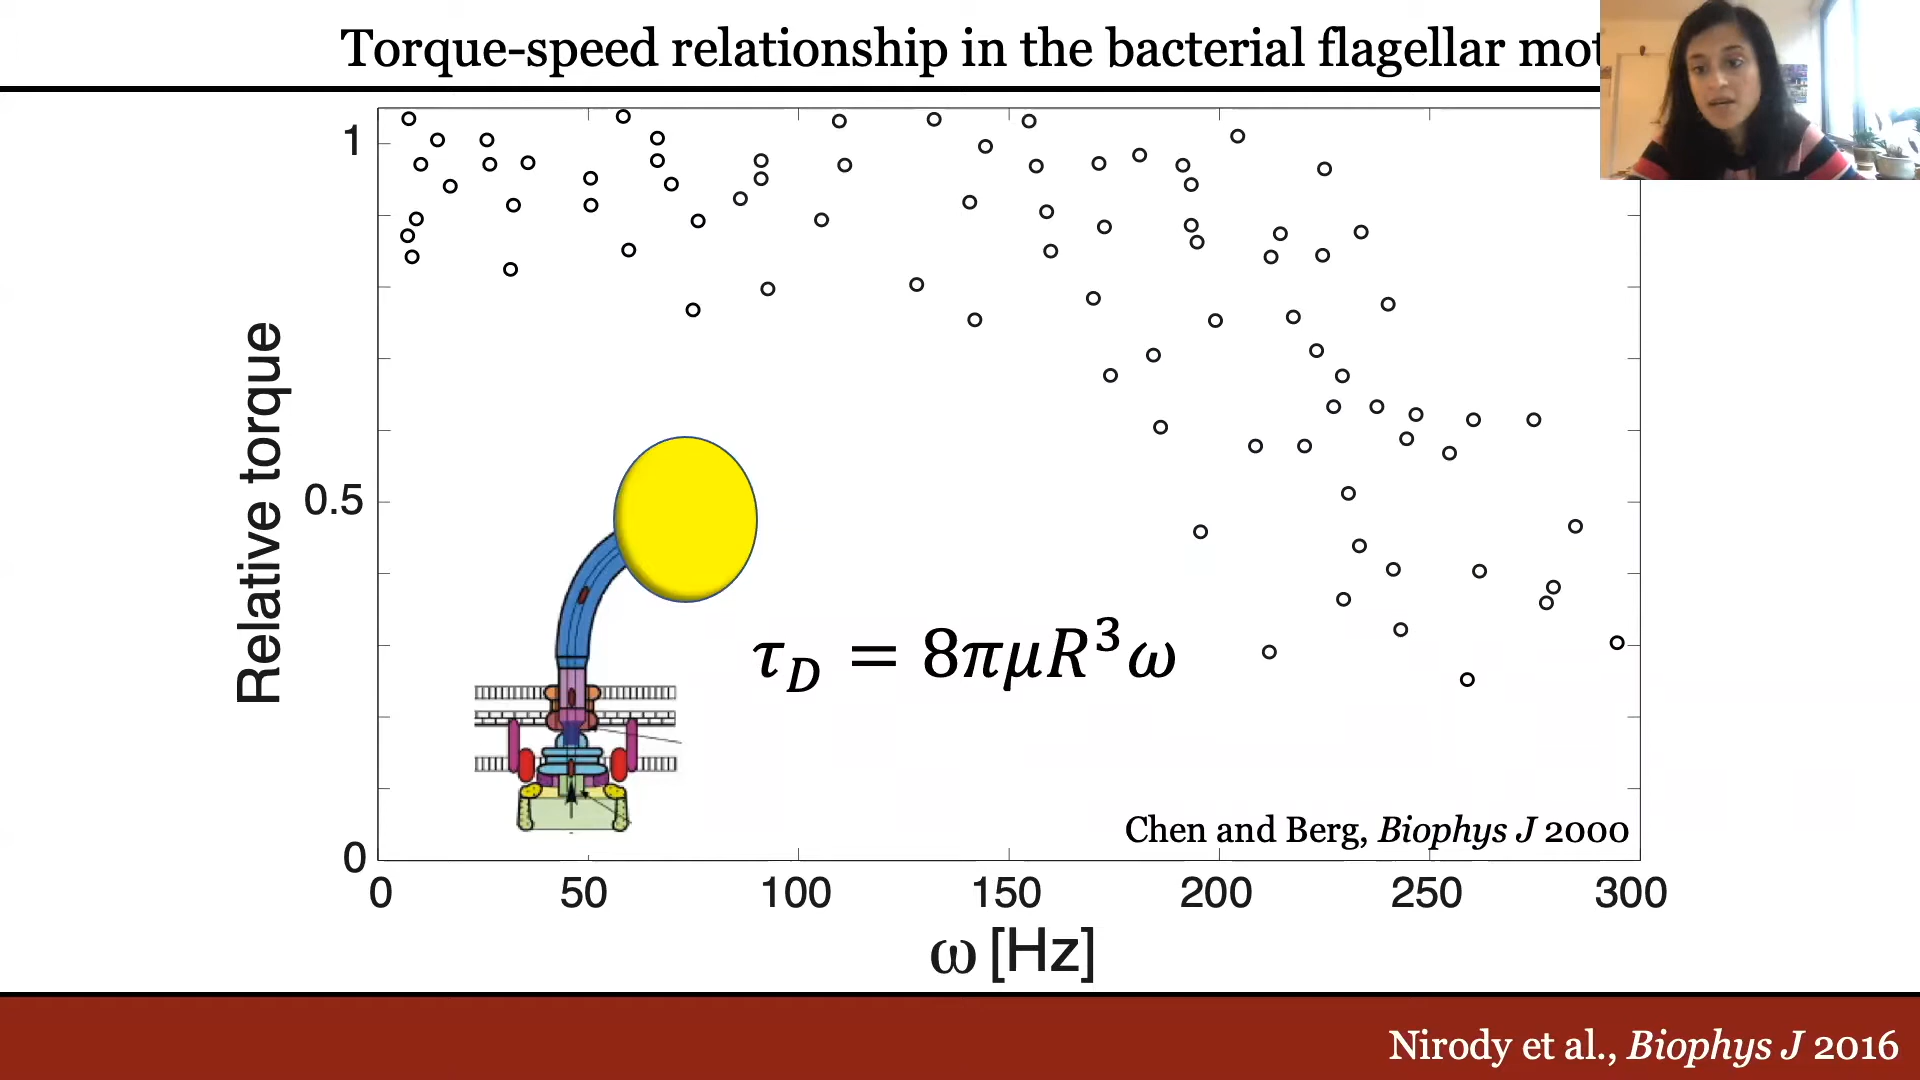 Torque-speed relationship in the bacterial flagellar mot
1
0.5
0
Relative torque
τ_D = 8πμR³ω
Chen and Berg, Biophys J 2000
0 50 100 150 200 250 300
ω [Hz]
Nirody et al., Biophys J 2016